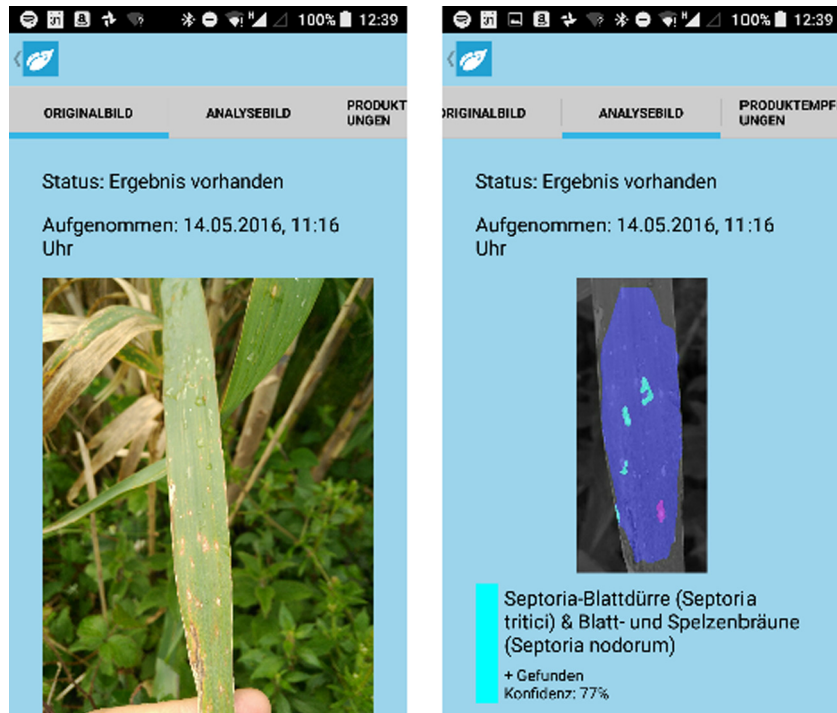 100% 12:39
ORIGINALBILD ANALYSEBILD PRODUKT
UNGEN
Status: Ergebnis vorhanden
Aufgenommen: 14.05.2016, 11:16
Uhr
31 a H 100% 12:39
ORIGINALBILD ANALYSEBILD PRODUKTEMPF
UNGEN
Status: Ergebnis vorhanden
Aufgenommen: 14.05.2016, 11:16
Uhr
Septoria-Blattdürre (Septoria
tritici) & Blatt- und Spelzenbräune
(Septoria nodorum)
+ Gefunden
Konfidenz: 77%